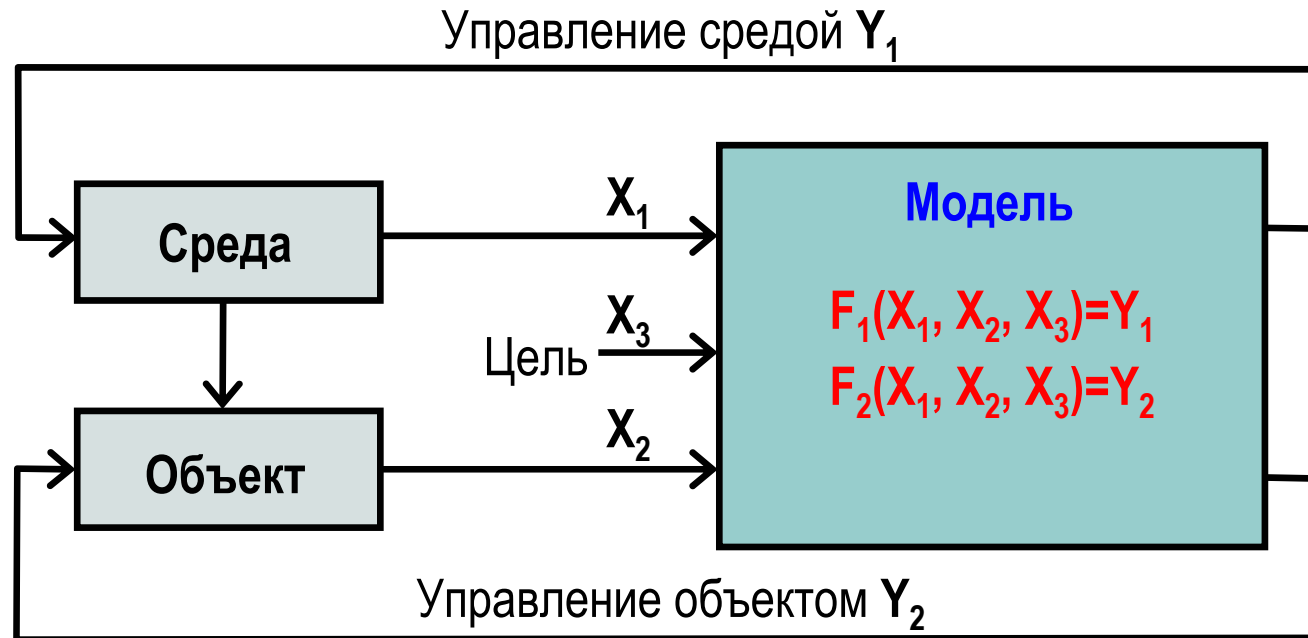 Управление средой Y₁
Среда
X₁
Модель
F₁(X₁, X₂, X₃)=Y₁
X₃
Цель
F₂(X₁, X₂, X₃)=Y₂
X₂
Объект
Управление объектом Y₂